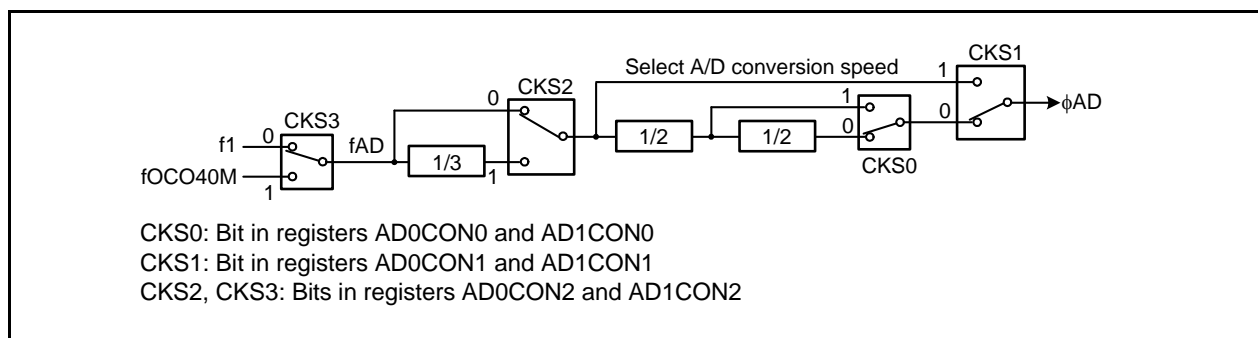 CKS1
Select A/D conversion speed
1
CKS2
0
1
φAD
CKS3
0
0
0
f1
fAD
1/2
1/2
1/3
CKS0
fOCO40M
1
1
CKS0: Bit in registers AD0CON0 and AD1CON0
CKS1: Bit in registers AD0CON1 and AD1CON1
CKS2, CKS3: Bits in registers AD0CON2 and AD1CON2